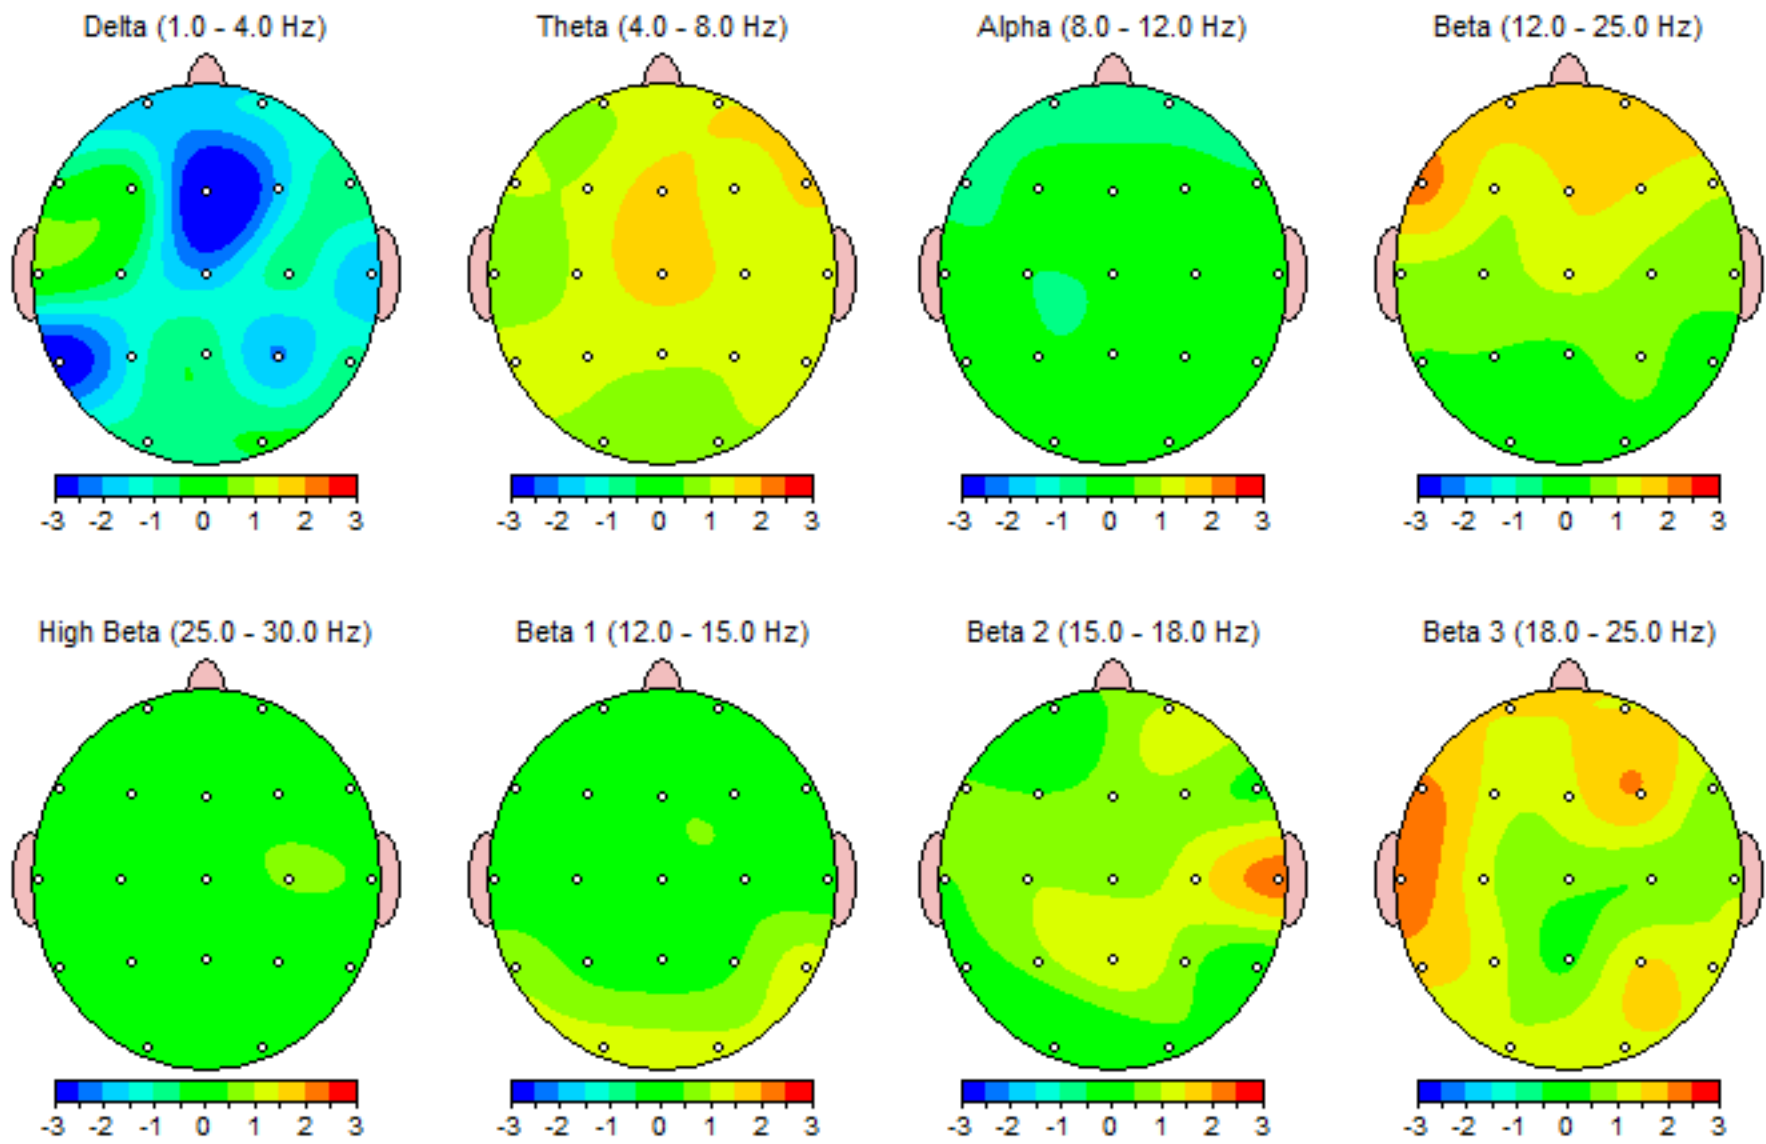 Delta (1.0 - 4.0 Hz)
Theta (4.0 - 8.0 Hz)
Alpha (8.0 - 12.0 Hz)
Beta (12.0 - 25.0 Hz)
-3 -2 -1 0 1 2 3
-3 -2 -1 0 1 2 3
-3 -2 -1 0 1 2 3
-3 -2 -1 0 1 2 3
High Beta (25.0 - 30.0 Hz)
Beta 1 (12.0 - 15.0 Hz)
Beta 2 (15.0 - 18.0 Hz)
Beta 3 (18.0 - 25.0 Hz)
-3 -2 -1 0 1 2 3
-3 -2 -1 0 1 2 3
-3 -2 -1 0 1 2 3
-3 -2 -1 0 1 2 3